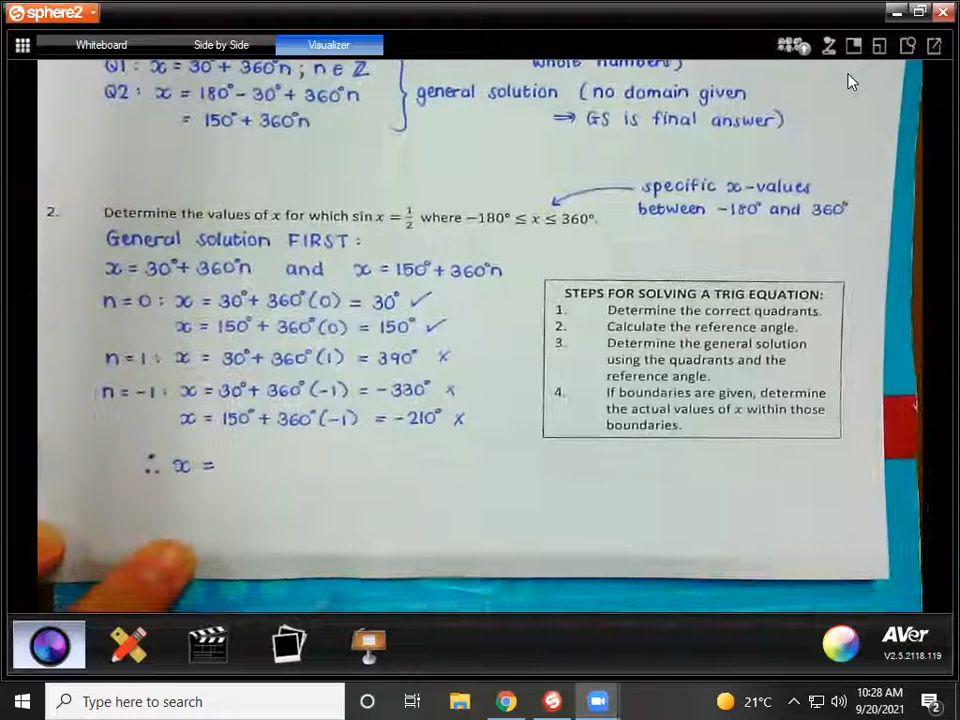 sphere2
Whiteboard Side by Side Visualizer
Q1: x = 30° + 360°n ; n ∈ Z
whole numbers)
Q2: x = 180° - 30° + 360°n
general solution (no domain given
= 150° + 360°n
⇒ GS is final answer)
specific x-values
between -180° and 360°
2. Determine the values of x for which sin x = 1/2 where −180° ≤ x ≤ 360°.
General solution FIRST:
x = 30° + 360°n and x = 150° + 360°n
n = 0 : x = 30° + 360°(0) = 30° ✓
x = 150° + 360°(0) = 150° ✓
n = 1 : x = 30° + 360°(1) = 390° x
n = -1 : x = 30° + 360°(-1) = -330° x
x = 150° + 360°(-1) = -210° x
∴ x =
STEPS FOR SOLVING A TRIG EQUATION:
1. Determine the correct quadrants.
2. Calculate the reference angle.
3. Determine the general solution
using the quadrants and the
reference angle.
4. If boundaries are given, determine
the actual values of x within those
boundaries.
AVer
V2.5.2118.119
Type here to search
21°C
10:28 AM
9/20/2021
2